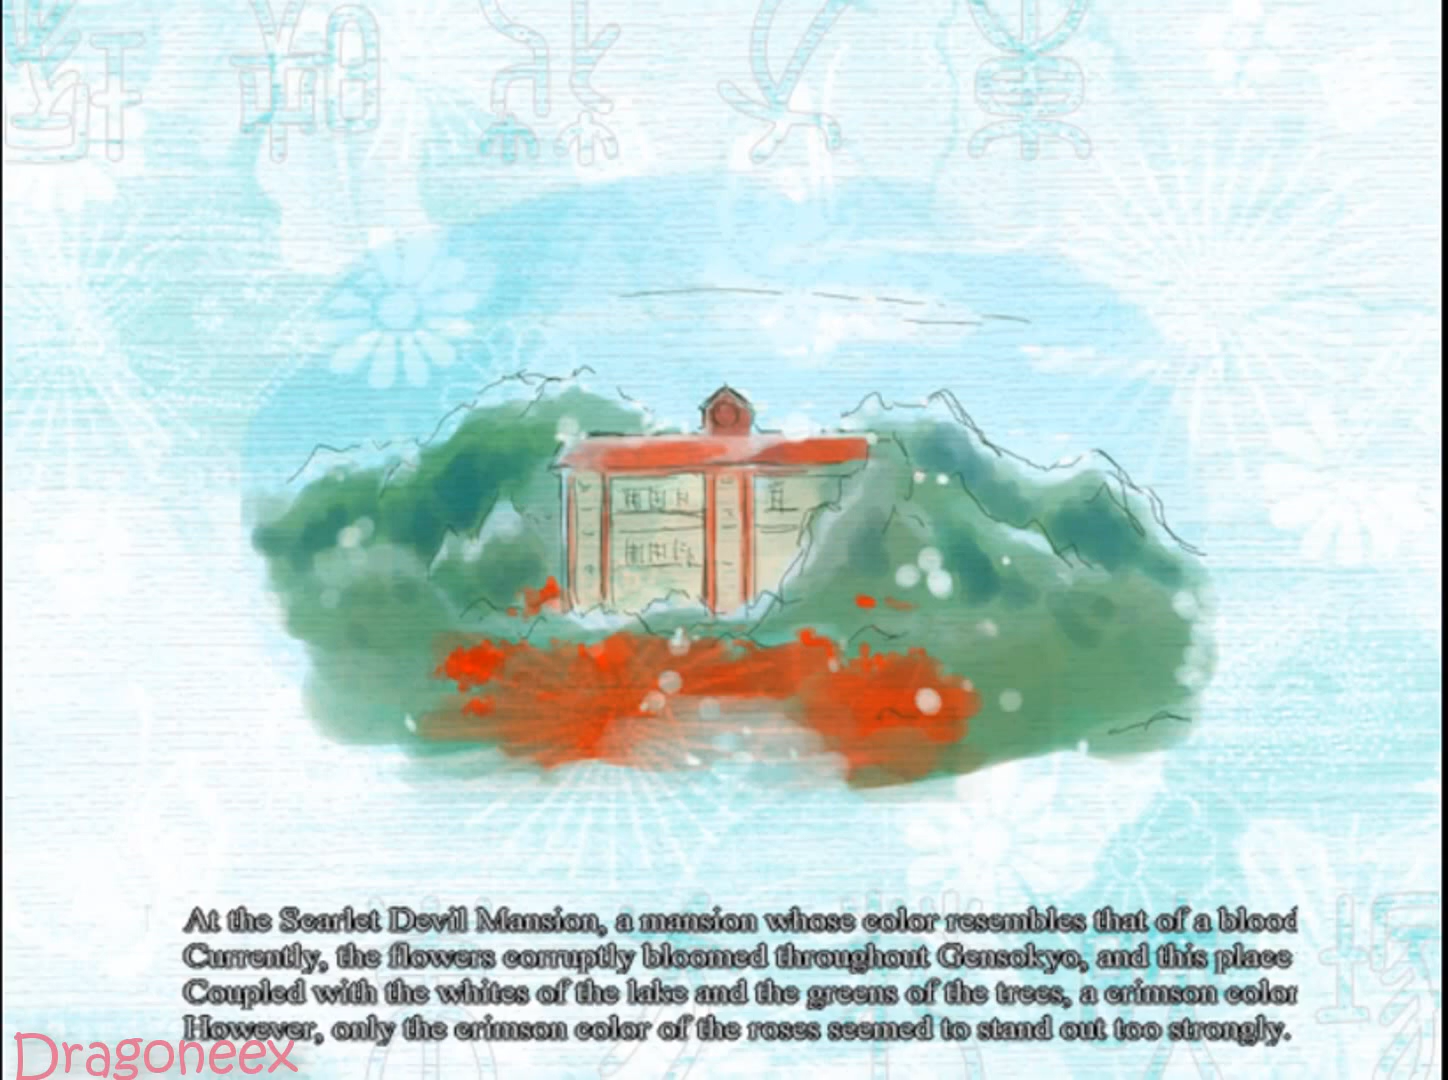 At the Scarlet Devil Mansion, a mansion whose color resembles that of a blood
Currently, the flowers corruptly bloomed throughout Gensokyo, and this place
Coupled with the whites of the lake and the greens of the trees, a crimson color
However, only the crimson color of the roses seemed to stand out too strongly.
Dragoneex